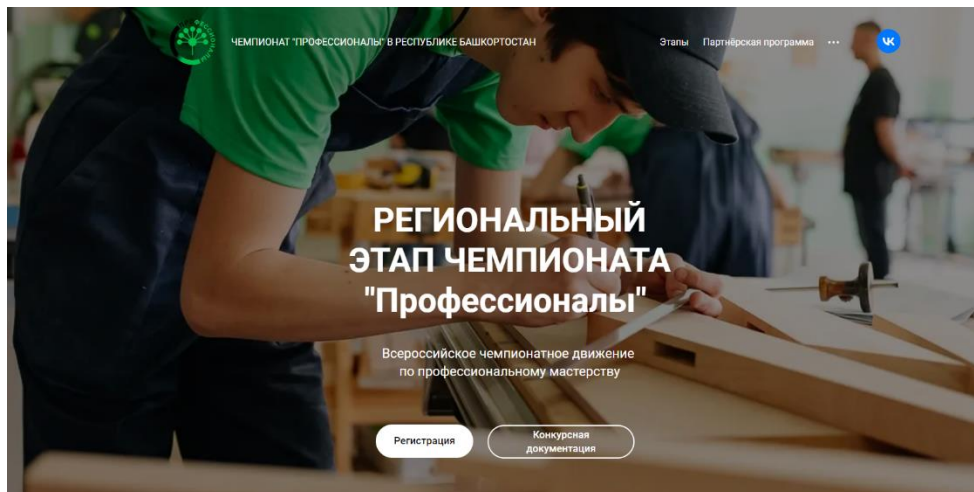 ЧЕМПИОНАТ "ПРОФЕССИОНАЛЫ" В РЕСПУБЛИКЕ БАШКОРТОСТАН
Этапы Партнёрская программа ...
РЕГИОНАЛЬНЫЙ
ЭТАП ЧЕМПИОНАТА
"Профессионалы"
Всероссийское чемпионатное движение
по профессиональному мастерству
Регистрация
Конкурсная
документация